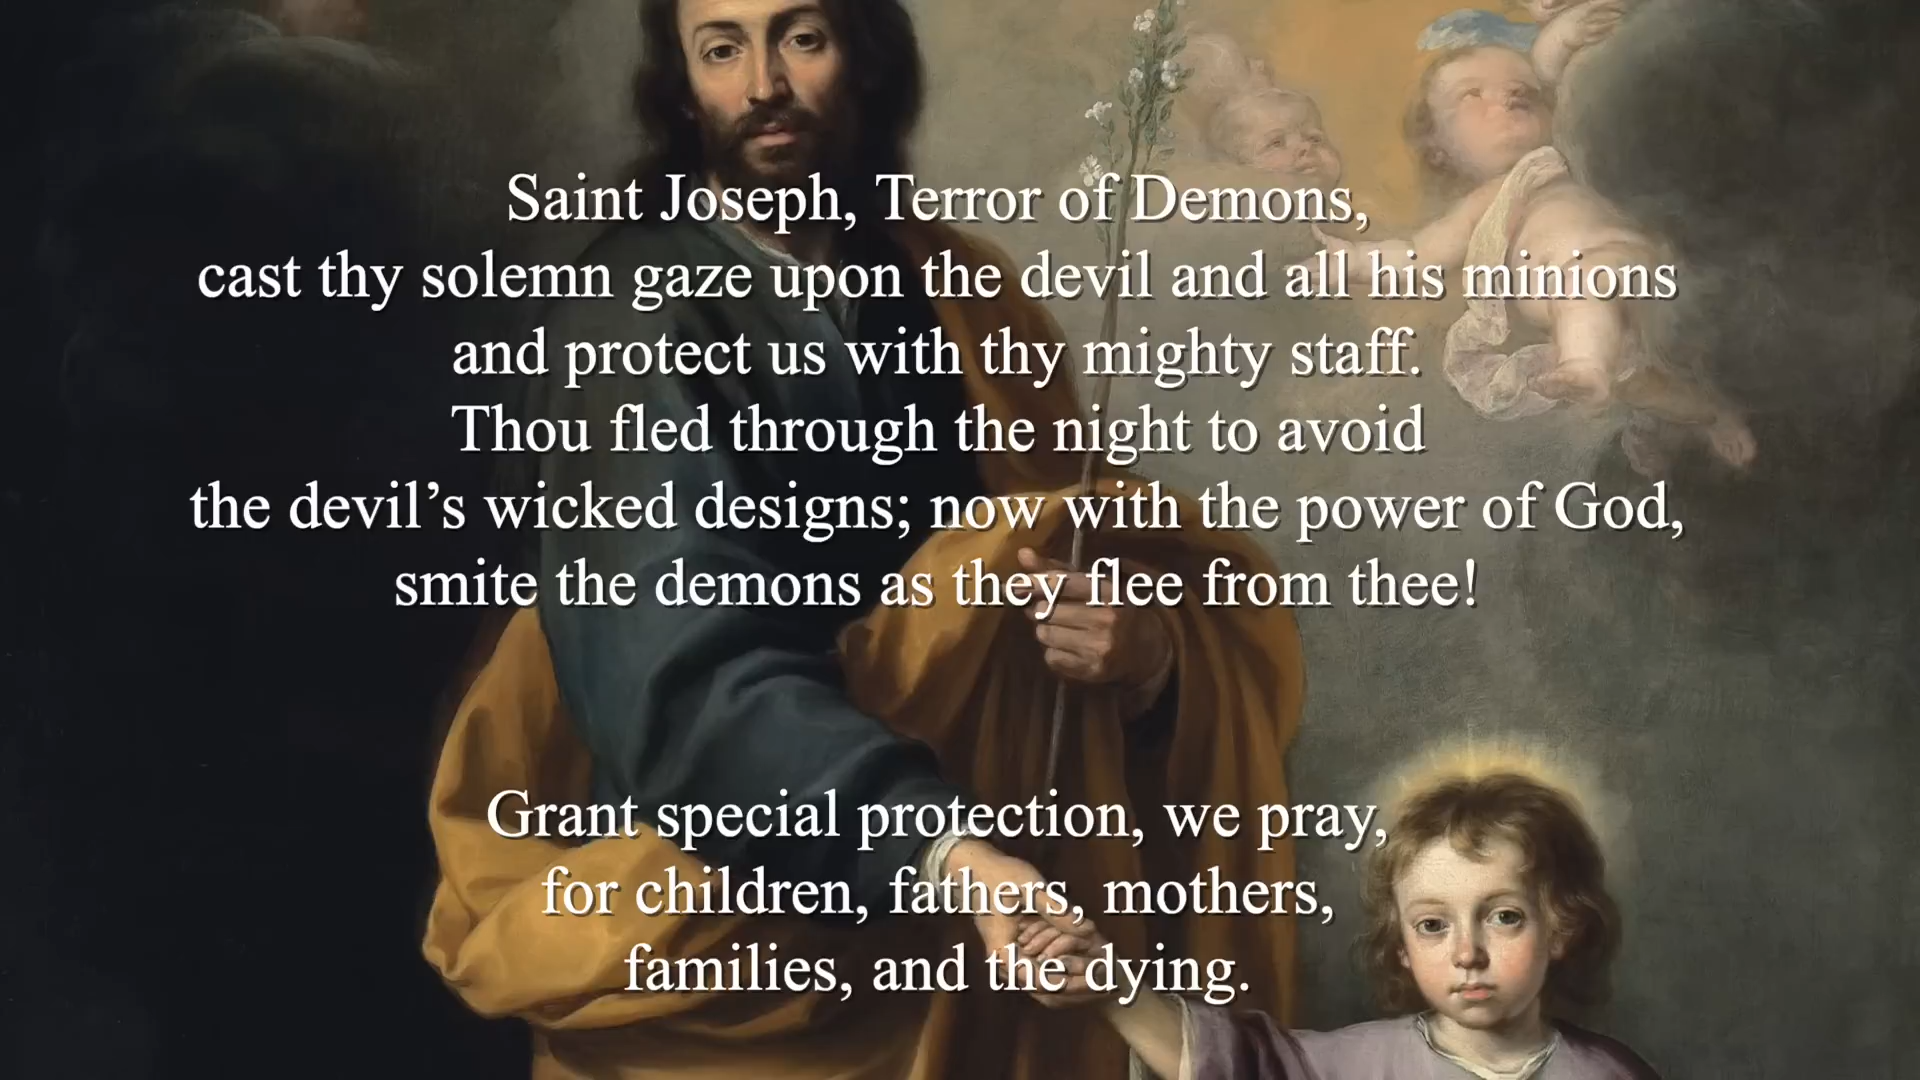 Saint Joseph, Terror of Demons,
cast thy solemn gaze upon the devil and all his minions
and protect us with thy mighty staff.
Thou fled through the night to avoid
the devil’s wicked designs; now with the power of God,
smite the demons as they flee from thee!
Grant special protection, we pray,
for children, fathers, mothers,
families, and the dying.